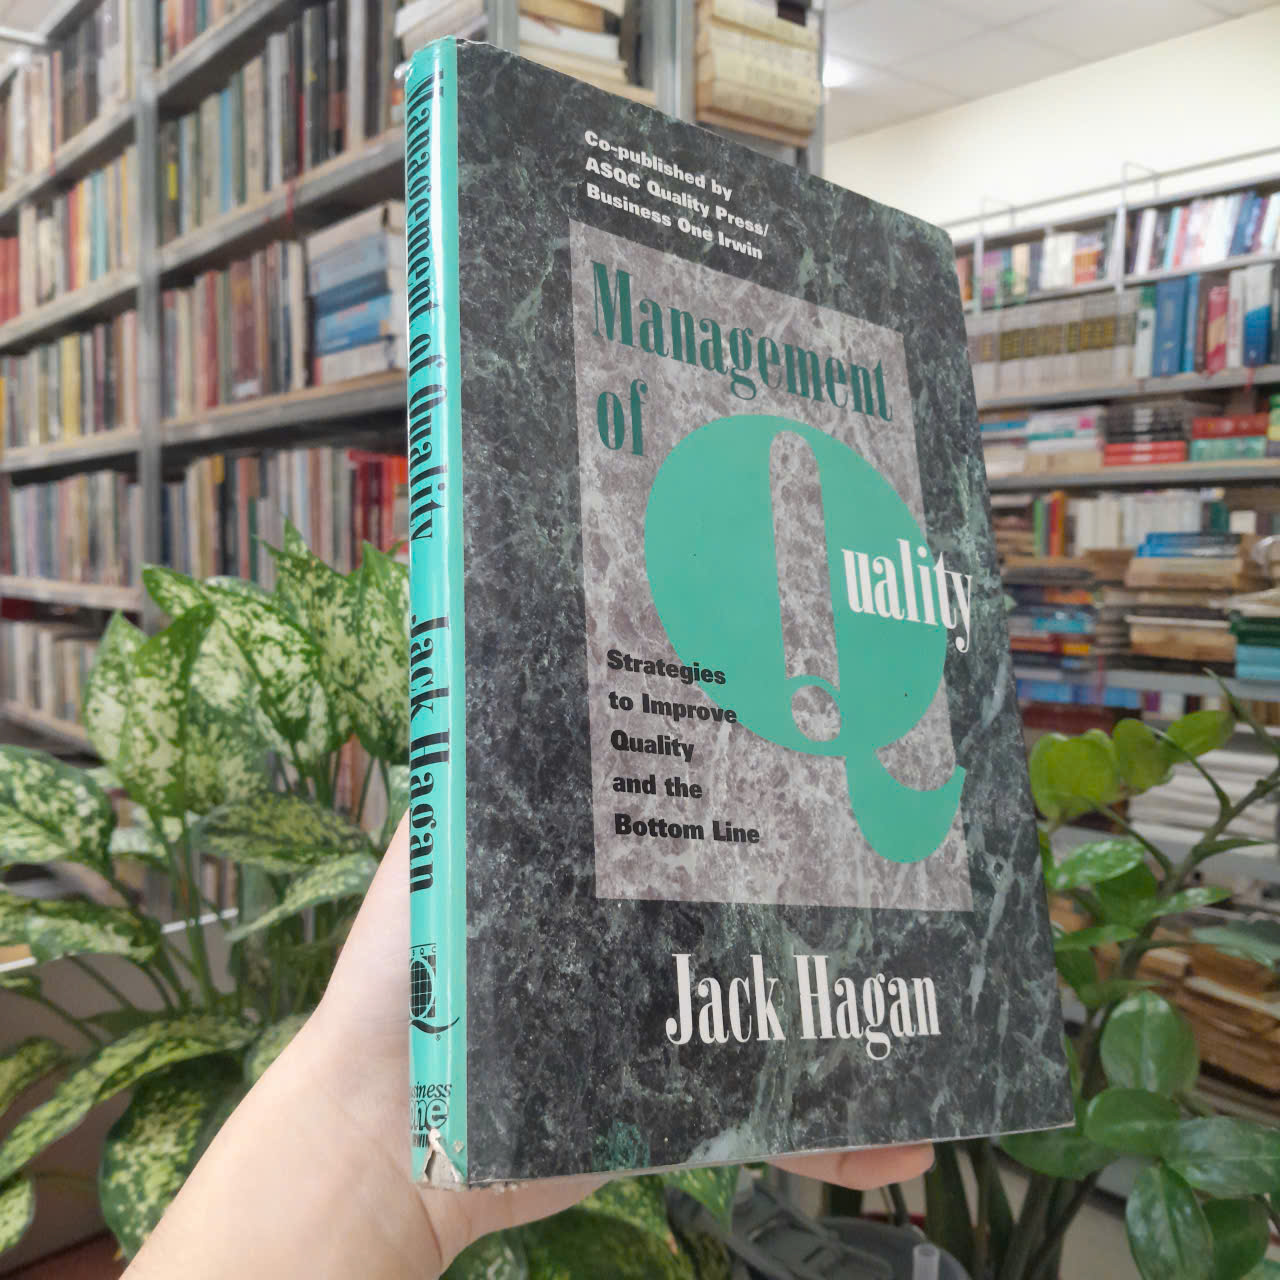 Co-published by
ASQC Quality Press/
Business One Irwin
Management
of
Quality
Strategies
to Improve
Quality
and the
Bottom Line
Jack Hagan
Management of Quality Jack Hagan